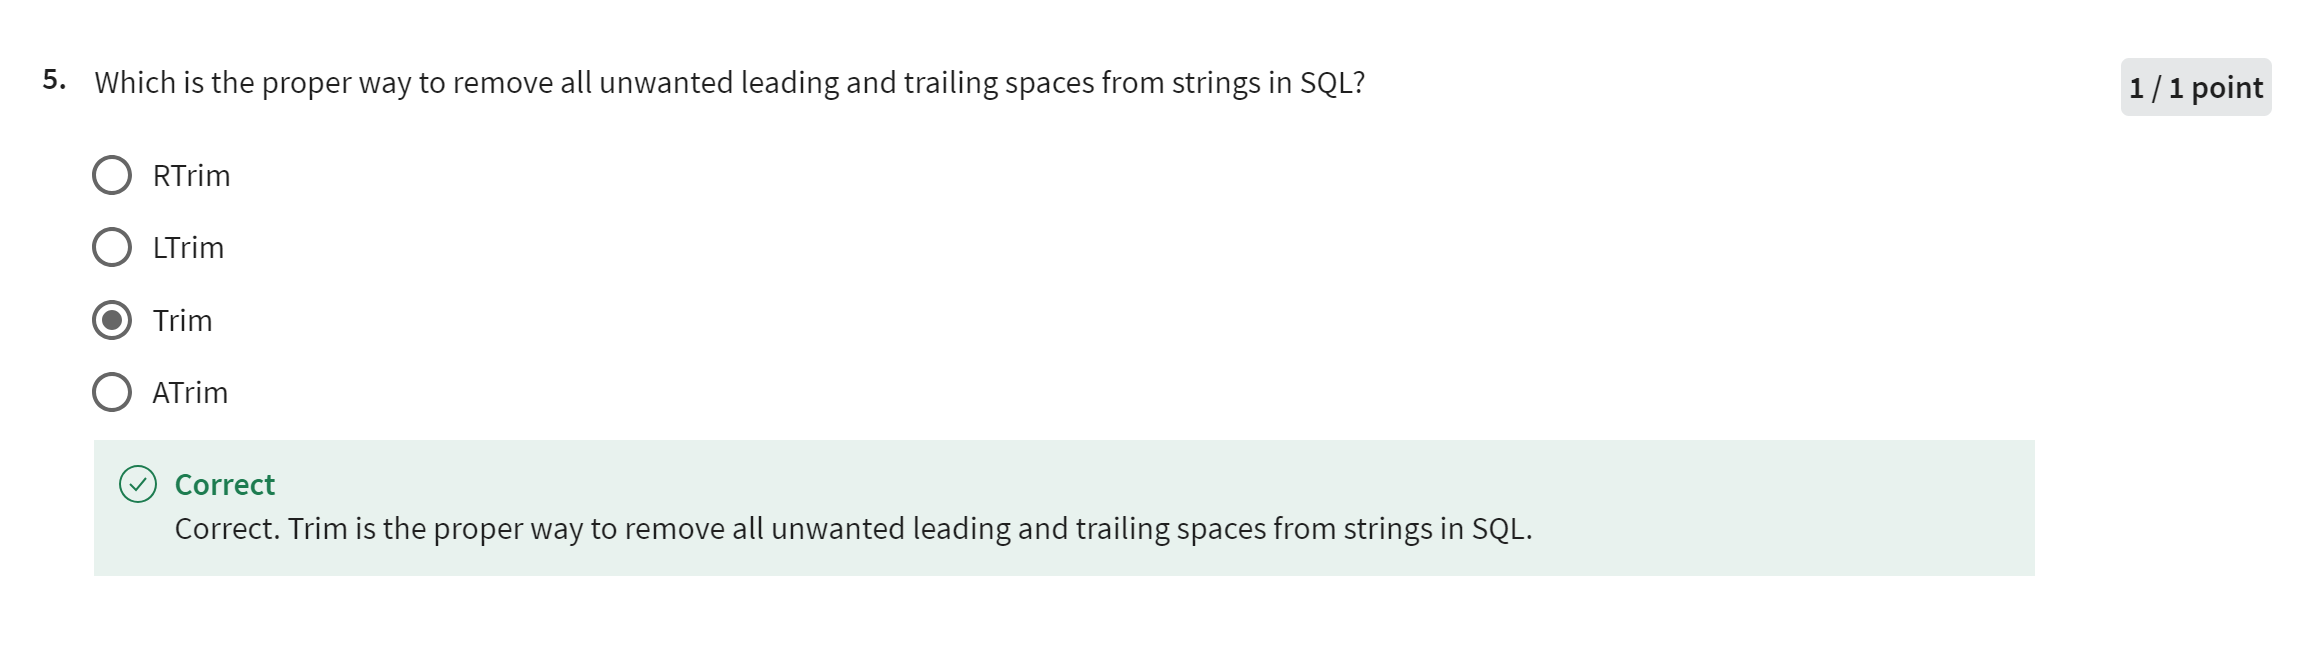 5. Which is the proper way to remove all unwanted leading and trailing spaces from strings in SQL?
1 / 1 point
RTrim
LTrim
Trim
ATrim
Correct
Correct. Trim is the proper way to remove all unwanted leading and trailing spaces from strings in SQL.